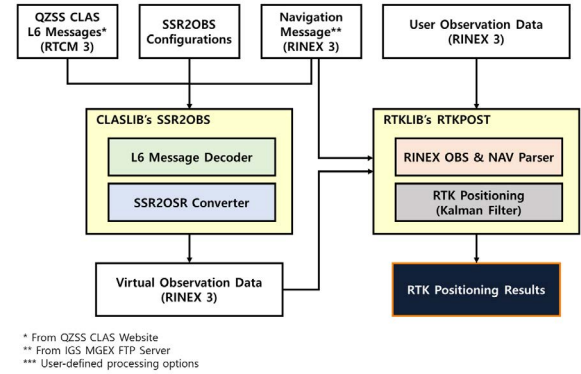 QZSS CLAS
L6 Messages*
(RTCM 3)
SSR2OBS
Configurations
Navigation
Message**
(RINEX 3)
User Observation Data
(RINEX 3)
CLASLIB's SSR2OBS
L6 Message Decoder
SSR2OSR Converter
RTKLIB's RTKPOST
RINEX OBS & NAV Parser
RTK Positioning
(Kalman Filter)
Virtual Observation Data
(RINEX 3)
RTK Positioning Results
* From QZSS CLAS Website
** From IGS MGEX FTP Server
*** User-defined processing options